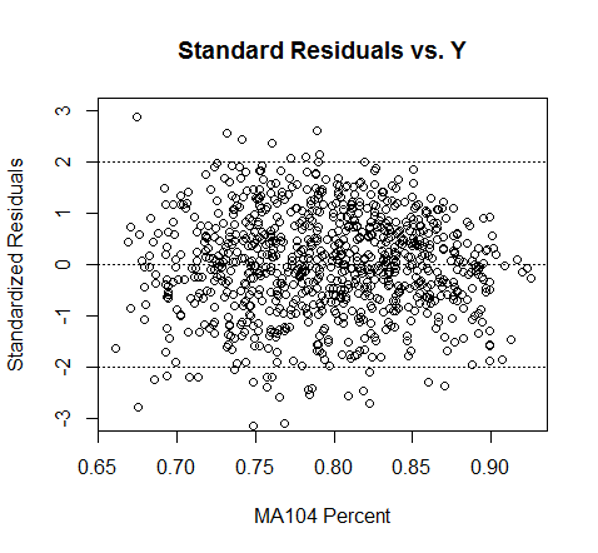 Standard Residuals vs. Y
Standardized Residuals
3
2
1
0
-1
-2
-3
0.65 0.70 0.75 0.80 0.85 0.90
MA104 Percent